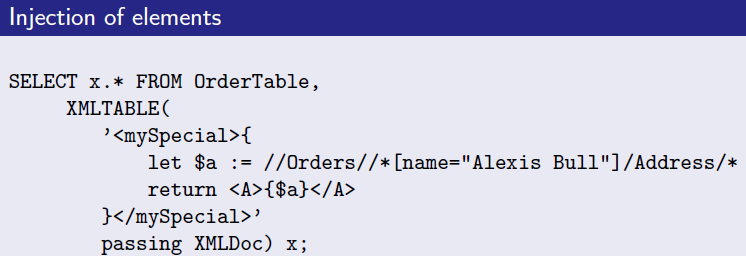 Injection of elements
SELECT x.* FROM OrderTable,
XMLTABLE(
’<mySpecial>{
let $a := //Orders//*[name="Alexis Bull"]/Address/*
return <A>{$a}</A>
}</mySpecial>’
passing XMLDoc) x;